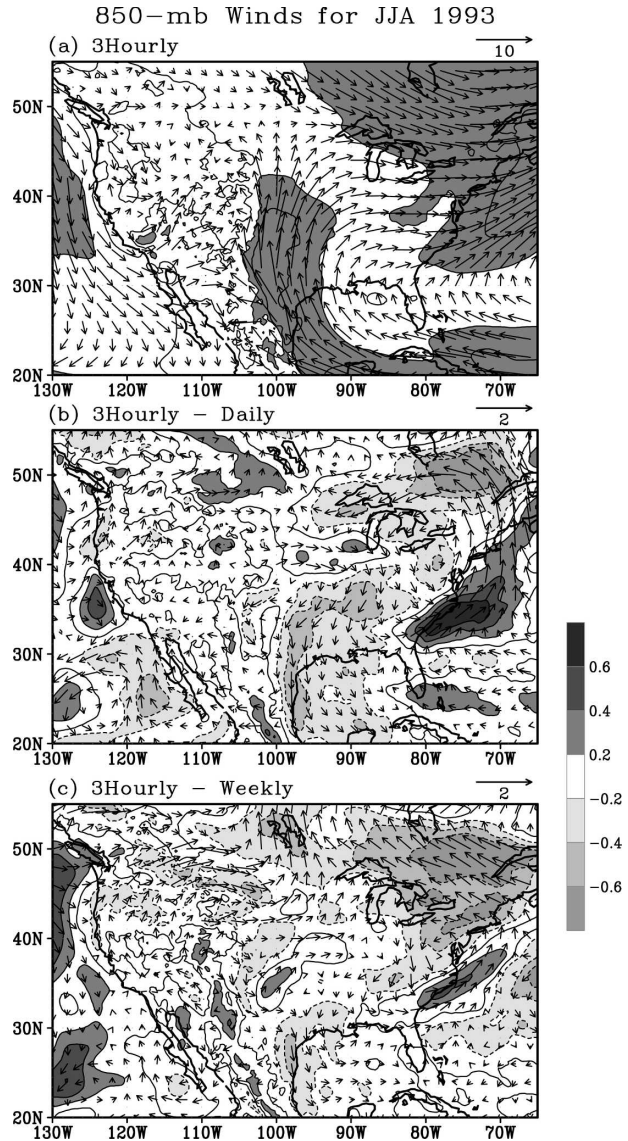 850-mb Winds for JJA 1993
(a) 3Hourly
10
50N
40N
30N
20N
130W 120W 110W 100W 90W 80W 70W
(b) 3Hourly - Daily
2
50N
40N
30N
20N
130W 120W 110W 100W 90W 80W 70W
0.6
0.4
0.2
-0.2
-0.4
-0.6
(c) 3Hourly - Weekly
2
50N
40N
30N
20N
130W 120W 110W 100W 90W 80W 70W